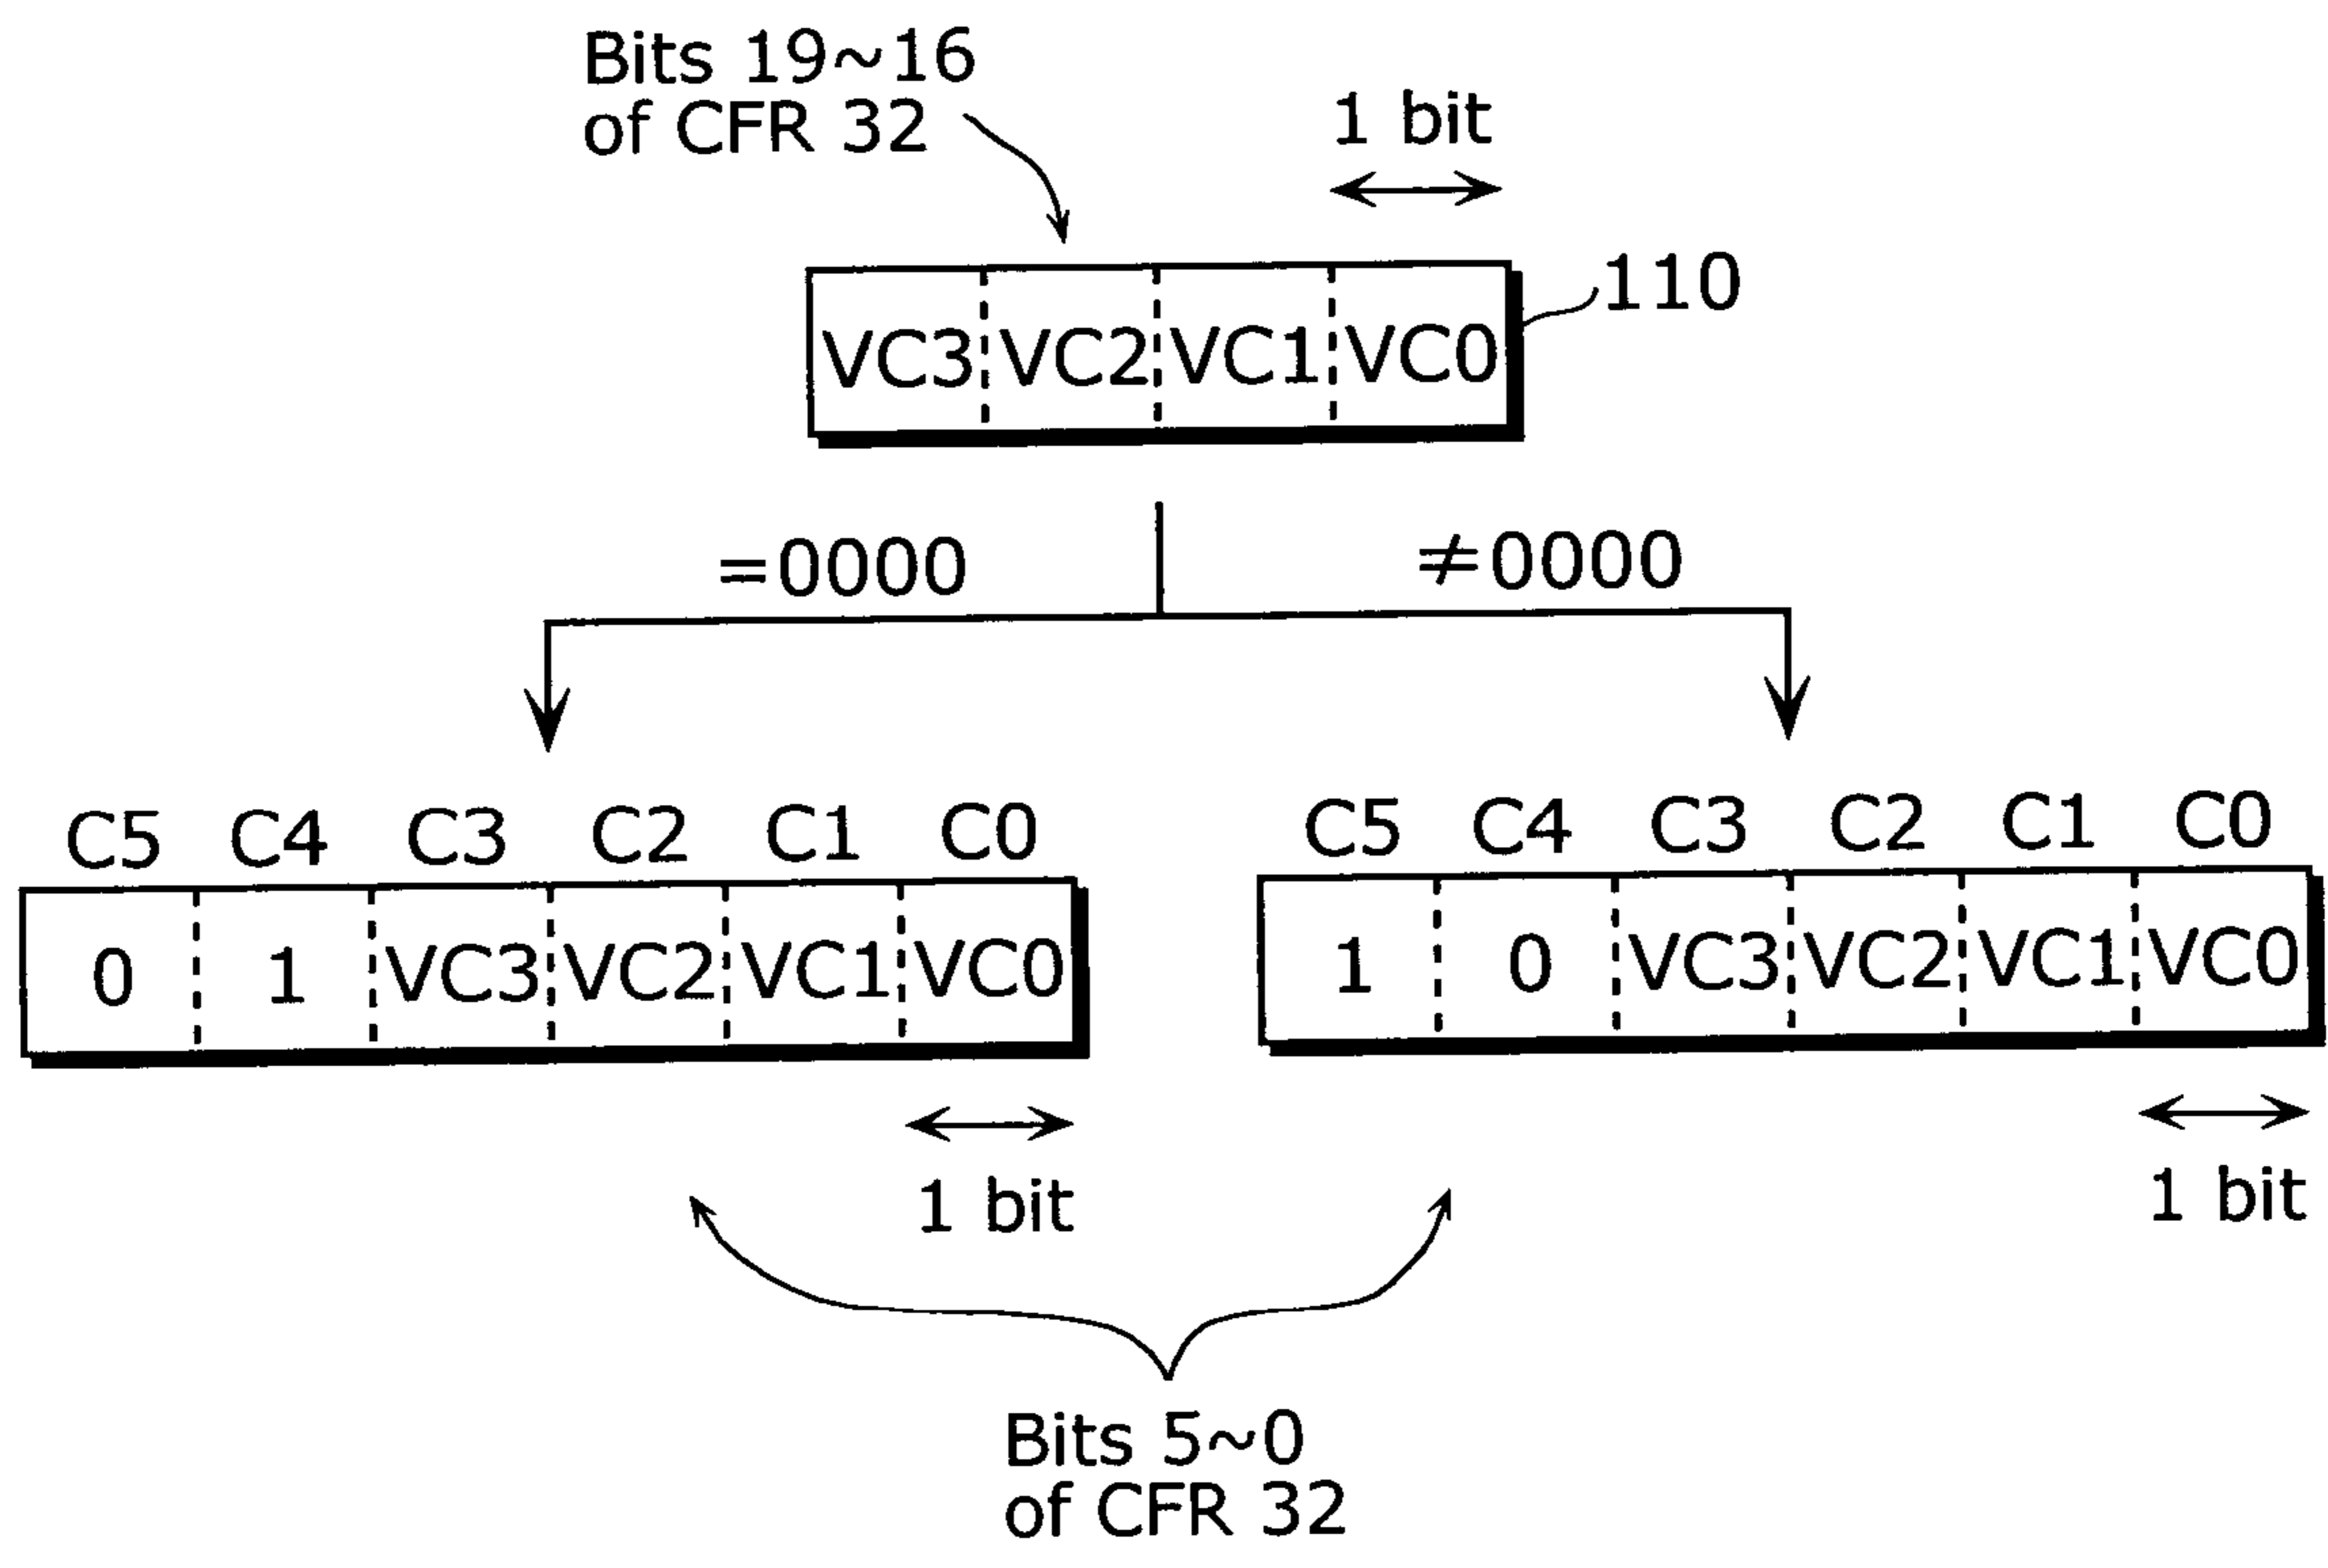 Bits 19~16
of CFR 32
1 bit
110
VC3 VC2 VC1 VC0
=0000 ≠0000
C5 C4 C3 C2 C1 C0
0 1 VC3 VC2 VC1 VC0
1 bit
C5 C4 C3 C2 C1 C0
1 0 VC3 VC2 VC1 VC0
1 bit
Bits 5~0
of CFR 32